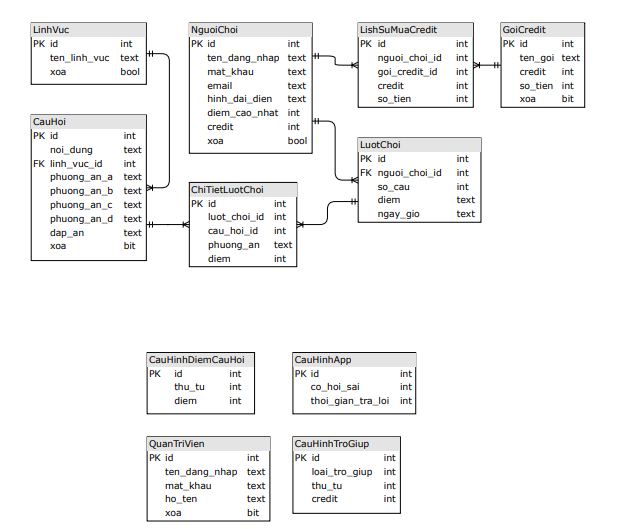 LinhVuc
PK id int
ten_linh_vuc text
xoa bool
NguoiChoi
PK id int
ten_dang_nhap text
mat_khau text
email text
hinh_dai_dien text
diem_cao_nhat int
credit int
xoa bool
LishSuMuaCredit
PK id int
nguoi_choi_id int
goi_credit_id int
credit int
so_tien int
GoiCredit
PK id int
ten_goi text
credit int
so_tien int
xoa bit
CauHoi
PK id int
noi_dung text
FK linh_vuc_id int
phuong_an_a text
phuong_an_b text
phuong_an_c text
phuong_an_d text
dap_an text
xoa bit
ChiTietLuotChoi
PK id int
luot_choi_id int
cau_hoi_id int
phuong_an text
diem int
LuotChoi
PK id int
FK nguoi_choi_id int
so_cau int
diem text
ngay_gio text
CauHinhDiemCauHoi
PK id int
thu_tu int
diem int
CauHinhApp
PK id int
co_hoi_sai int
thoi_gian_tra_loi int
QuanTriVien
PK id int
ten_dang_nhap text
mat_khau text
ho_ten text
xoa bit
CauHinhTroGiup
PK id int
loai_tro_giup int
thu_tu int
credit int